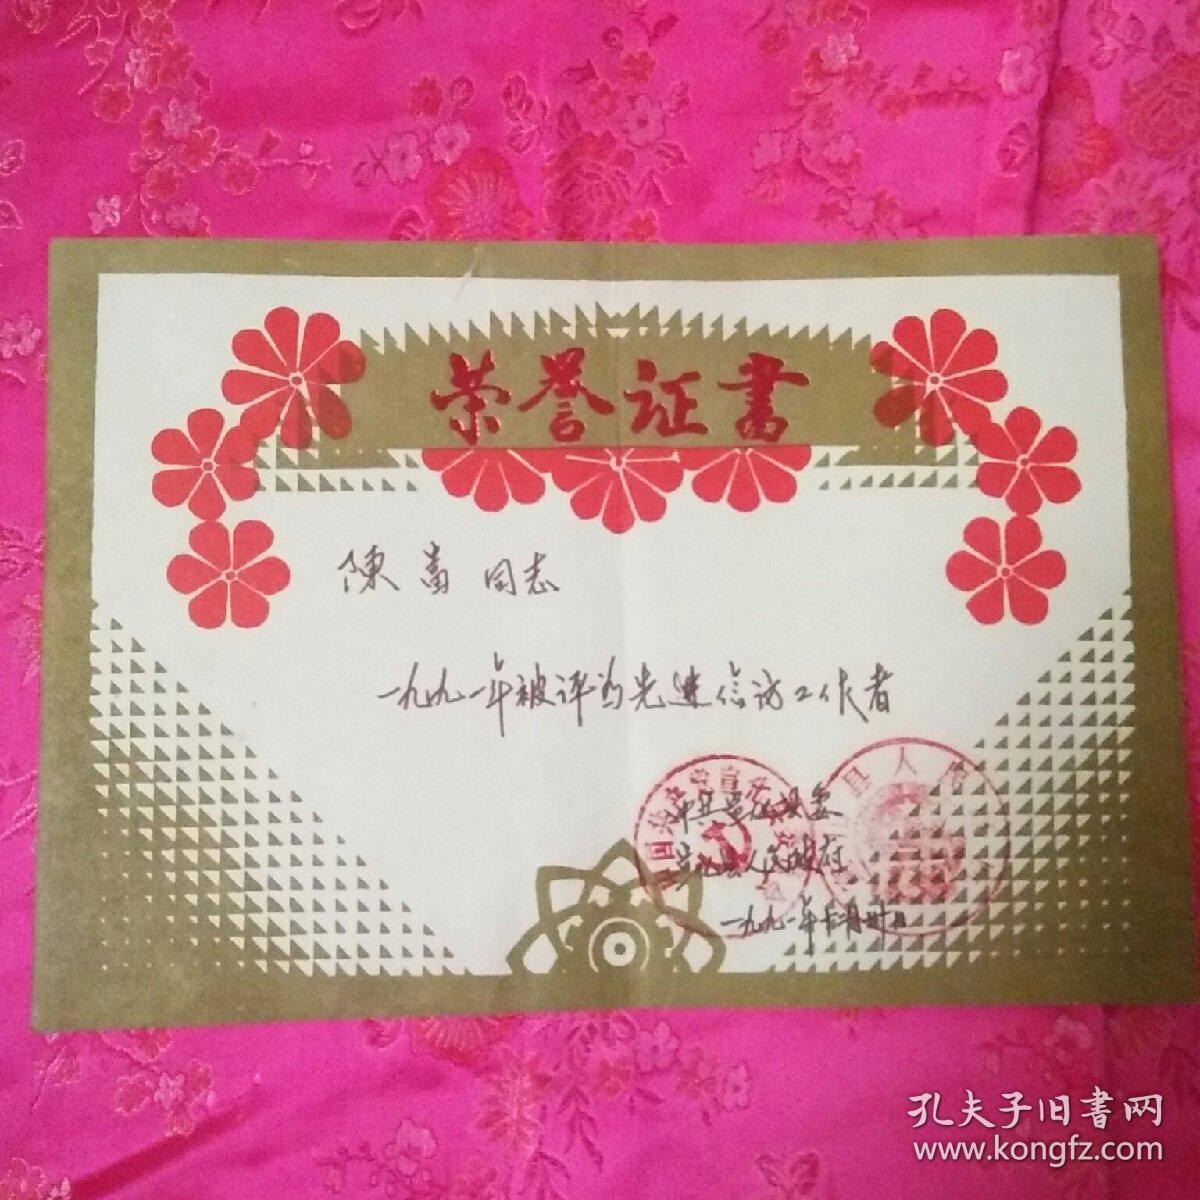 荣誉证书
陳嵩 同志
一九九一年被评为先进信访工作者
中共宣化县委
宣化县人民政府
一九九一年十二月卅日
孔夫子旧書网
www.kongfz.com